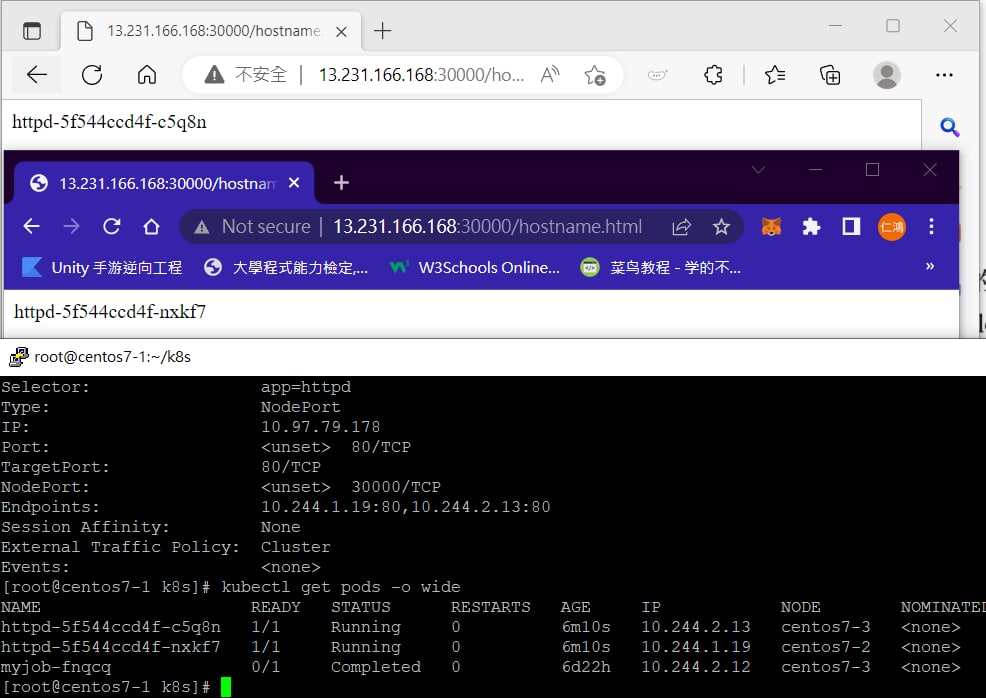 13.231.166.168:30000/hostname.
不安全 | 13.231.166.168:30000/ho...
httpd-5f544ccd4f-c5q8n
13.231.166.168:30000/hostnam
Not secure | 13.231.166.168:30000/hostname.html
仁鴻
Unity 手游逆向工程 大學程式能力檢定,... W3Schools Online... 菜鸟教程 - 学的不... »
httpd-5f544ccd4f-nxkf7
root@centos7-1:~/k8s
Selector: app=httpd
Type: NodePort
IP: 10.97.79.178
Port: <unset> 80/TCP
TargetPort: 80/TCP
NodePort: <unset> 30000/TCP
Endpoints: 10.244.1.19:80,10.244.2.13:80
Session Affinity: None
External Traffic Policy: Cluster
Events: <none>
[root@centos7-1 k8s]# kubectl get pods -o wide
NAME READY STATUS RESTARTS AGE IP NODE NOMINATED
httpd-5f544ccd4f-c5q8n 1/1 Running 0 6m10s 10.244.2.13 centos7-3 <none>
httpd-5f544ccd4f-nxkf7 1/1 Running 0 6m10s 10.244.1.19 centos7-2 <none>
myjob-fnqcq 0/1 Completed 0 6d22h 10.244.2.12 centos7-3 <none>
[root@centos7-1 k8s]#